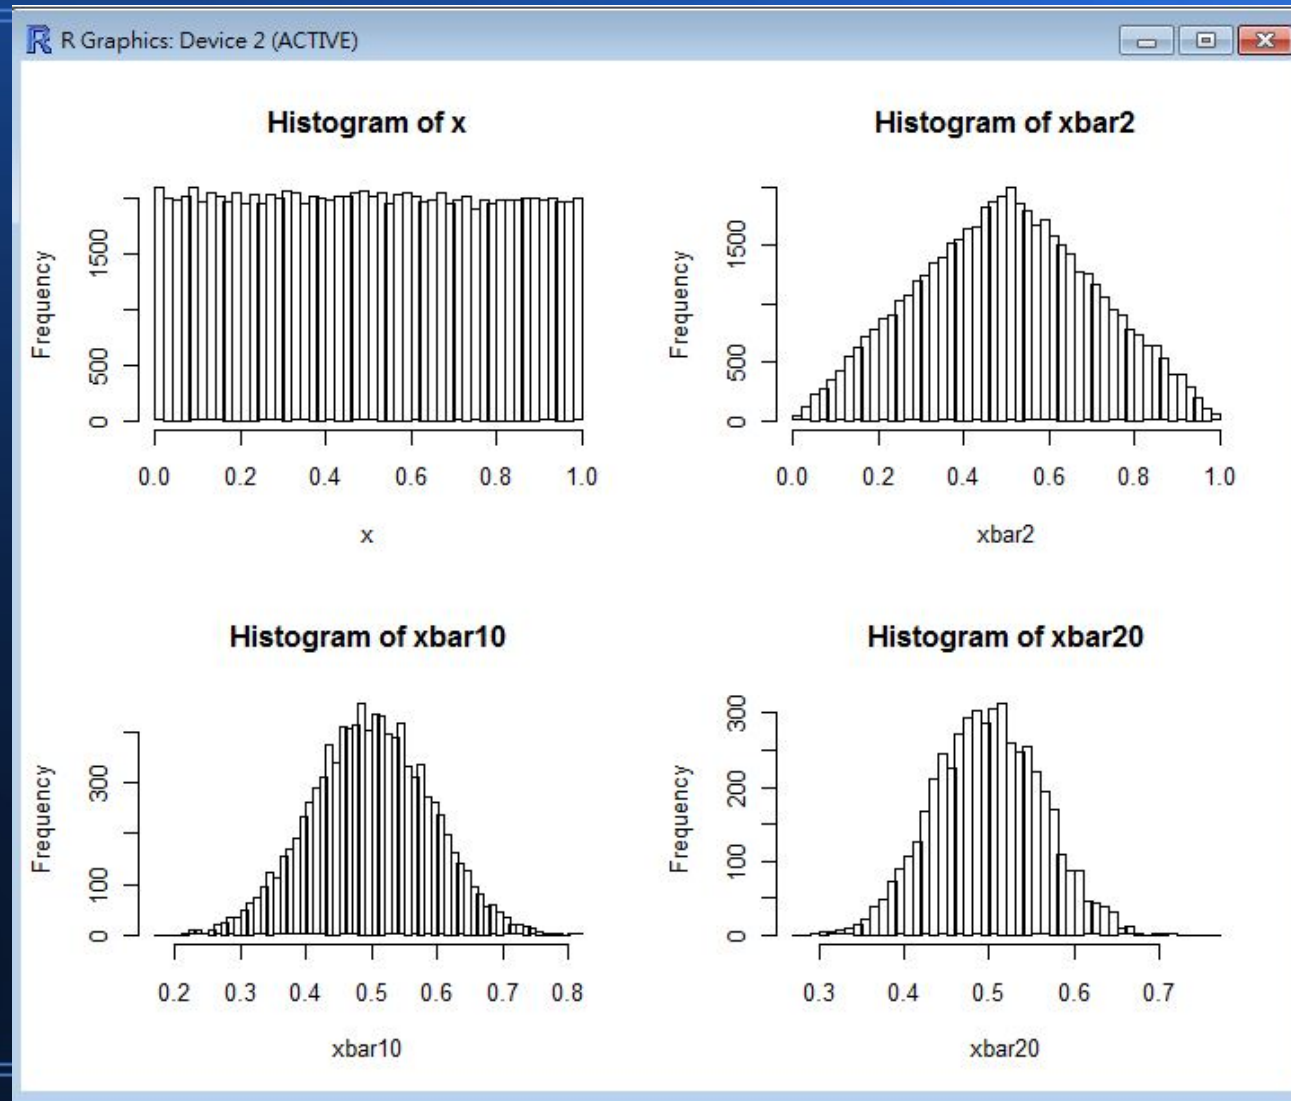 R Graphics: Device 2 (ACTIVE)
Histogram of x
Frequency
0 500 1500
0.0 0.2 0.4 0.6 0.8 1.0
x
Histogram of xbar2
Frequency
0 500 1500
0.0 0.2 0.4 0.6 0.8 1.0
xbar2
Histogram of xbar10
Frequency
0 100 300
0.2 0.3 0.4 0.5 0.6 0.7 0.8
xbar10
Histogram of xbar20
Frequency
0 100 200 300
0.3 0.4 0.5 0.6 0.7
xbar20